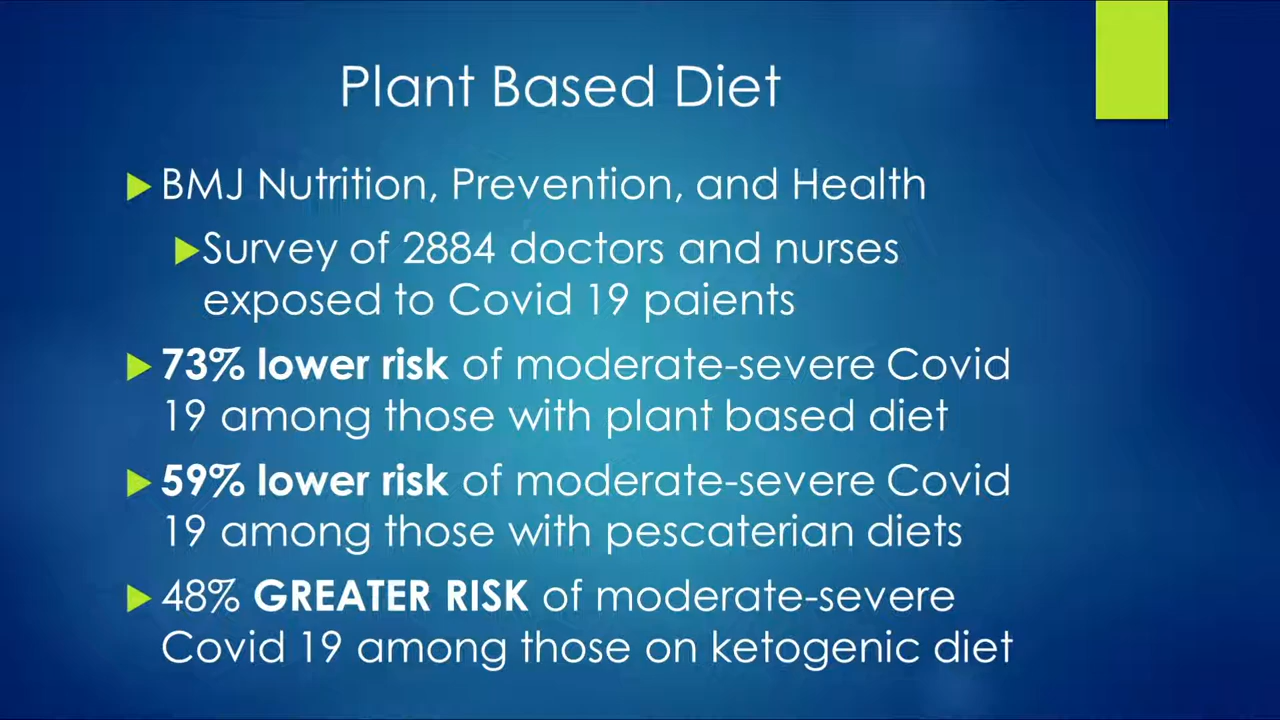 Plant Based Diet
BMJ Nutrition, Prevention, and Health
Survey of 2884 doctors and nurses
exposed to Covid 19 paients
73% lower risk of moderate-severe Covid
19 among those with plant based diet
59% lower risk of moderate-severe Covid
19 among those with pescaterian diets
48% GREATER RISK of moderate-severe
Covid 19 among those on ketogenic diet